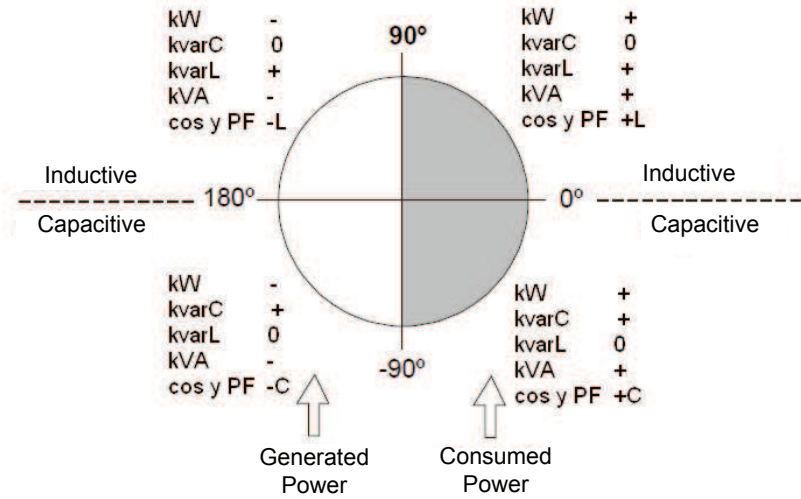 kW -
kvarC 0
kvarL +
kVA -
cos y PF -L
90º
kW +
kvarC 0
kvarL +
kVA +
cos y PF +L
Inductive
Capacitive
180º
0º
Inductive
Capacitive
kW -
kvarC +
kvarL 0
kVA -
cos y PF -C
-90º
kW +
kvarC +
kvarL 0
kVA +
cos y PF +C
Generated
Power
Consumed
Power